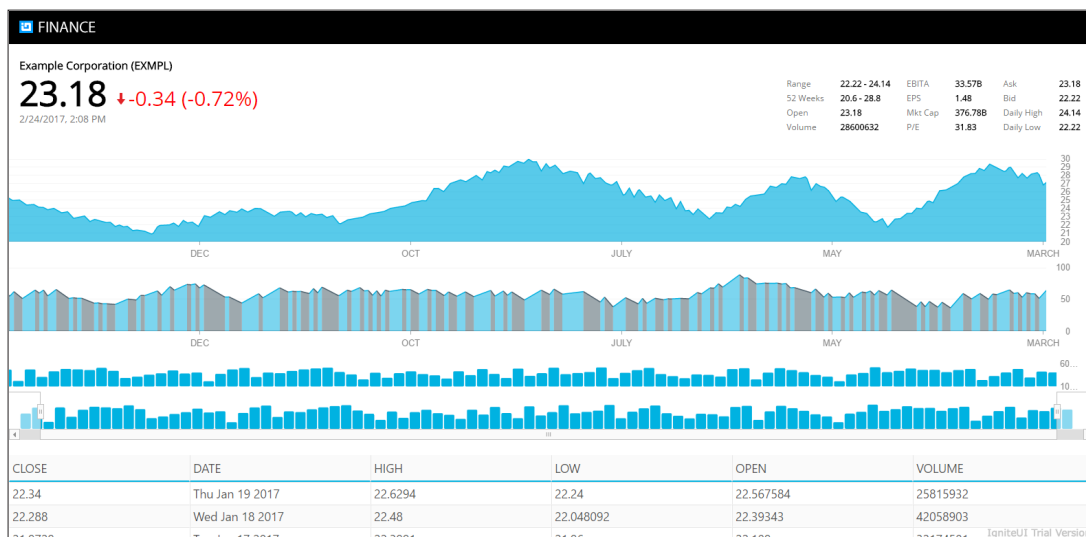 FINANCE
Example Corporation (EXMPL)
23.18 -0.34 (-0.72%)
2/24/2017, 2:08 PM
Range 22.22 - 24.14 EBITA 33.57B Ask 23.18
52 Weeks 20.6 - 28.8 EPS 1.48 Bid 22.22
Open 23.18 Mkt Cap 376.78B Daily High 24.14
Volume 28600632 P/E 31.83 Daily Low 22.22
30
29
28
27
26
25
24
23
22
21
20
DEC OCT JULY MAY MARCH
100
50
0
DEC OCT JULY MAY MARCH
60...
10...
CLOSE DATE HIGH LOW OPEN VOLUME
22.34 Thu Jan 19 2017 22.6294 22.24 22.567584 25815932
22.288 Wed Jan 18 2017 22.48 22.048092 22.39343 42058903
IgniteUI Trial Version